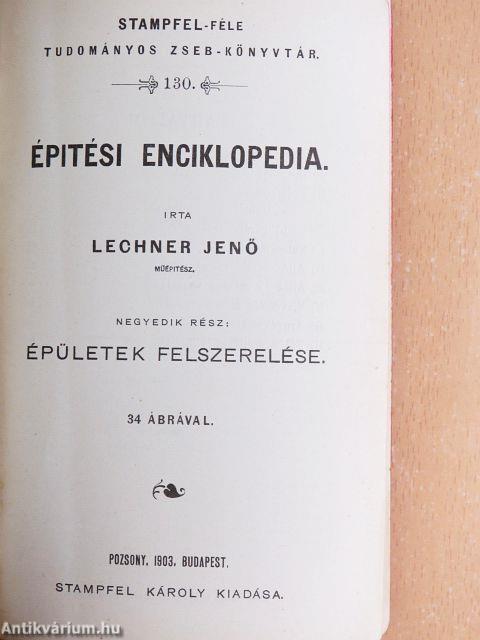 STAMPFEL-FÉLE
TUDOMÁNYOS ZSEB-KÖNYVTÁR.
130.
ÉPITÉSI ENCIKLOPEDIA.
IRTA
LECHNER JENŐ
MŰÉPITÉSZ.
NEGYEDIK RÉSZ:
ÉPÜLETEK FELSZERELÉSE.
34 ÁBRÁVAL.
POZSONY, 1903, BUDAPEST.
STAMPFEL KÁROLY KIADÁSA.
Antikvárium.hu